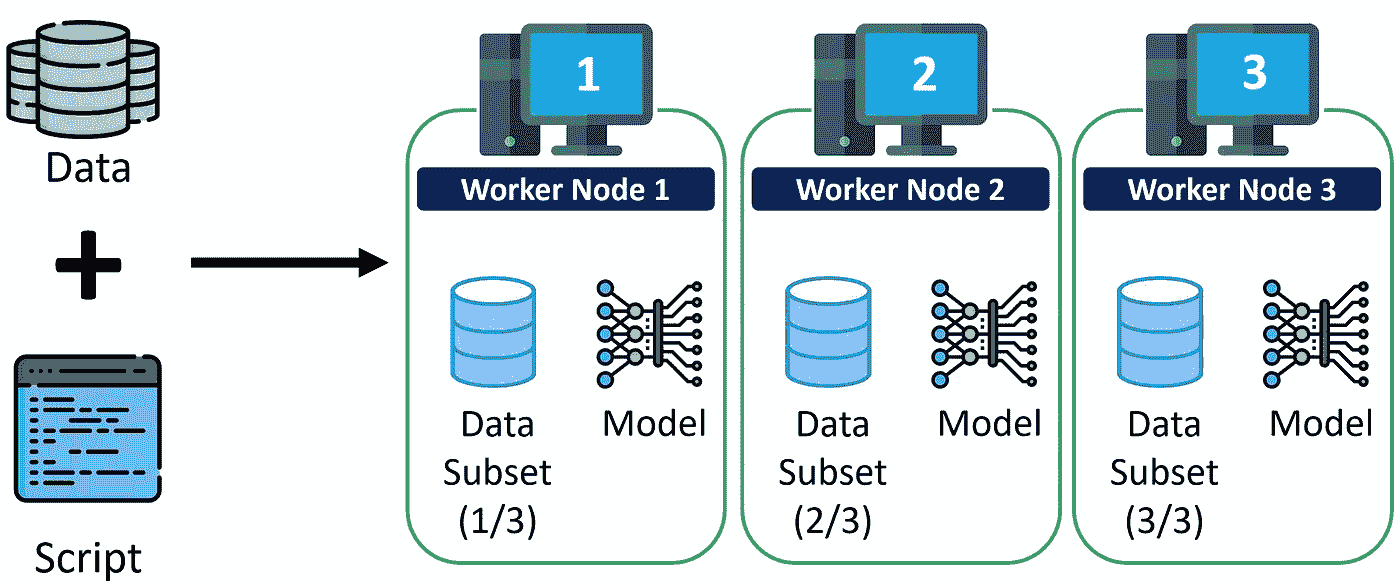 Data
Script
1
Worker Node 1
Data
Subset
(1/3)
Model
2
Worker Node 2
Data
Subset
(2/3)
Model
3
Worker Node 3
Data
Subset
(3/3)
Model